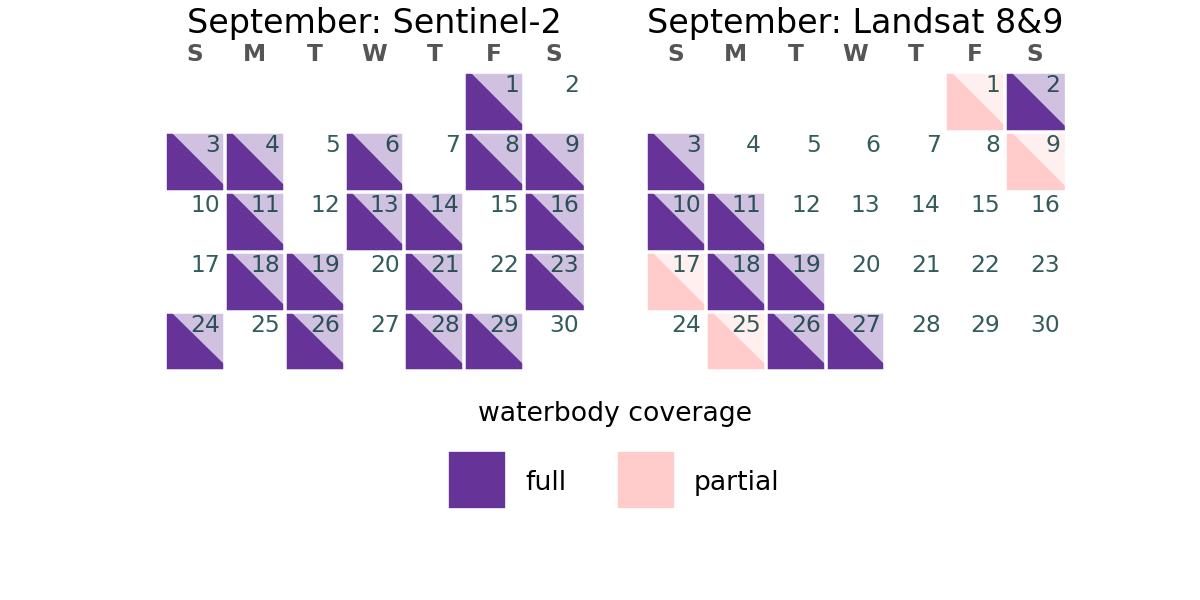 September: Sentinel-2
S M T W T F S
1 2
3 4 5 6 7 8 9
10 11 12 13 14 15 16
17 18 19 20 21 22 23
24 25 26 27 28 29 30
September: Landsat 8&9
S M T W T F S
1 2
3 4 5 6 7 8 9
10 11 12 13 14 15 16
17 18 19 20 21 22 23
24 25 26 27 28 29 30
waterbody coverage
full partial